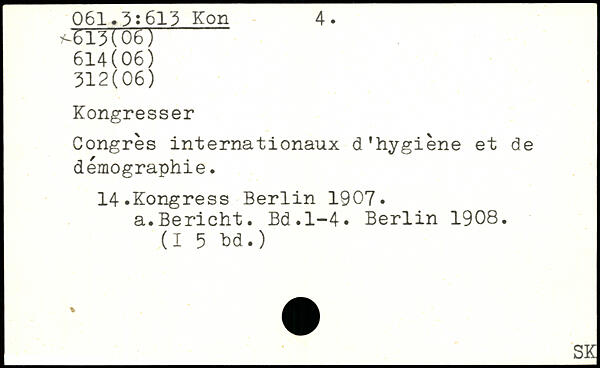 061.3:613 Kon 4.
×613(06)
614(06)
312(06)
Kongresser
Congrès internationaux d'hygiène et de
démographie.
14.Kongress Berlin 1907.
a.Bericht. Bd.1-4. Berlin 1908.
(I 5 bd.)
SK